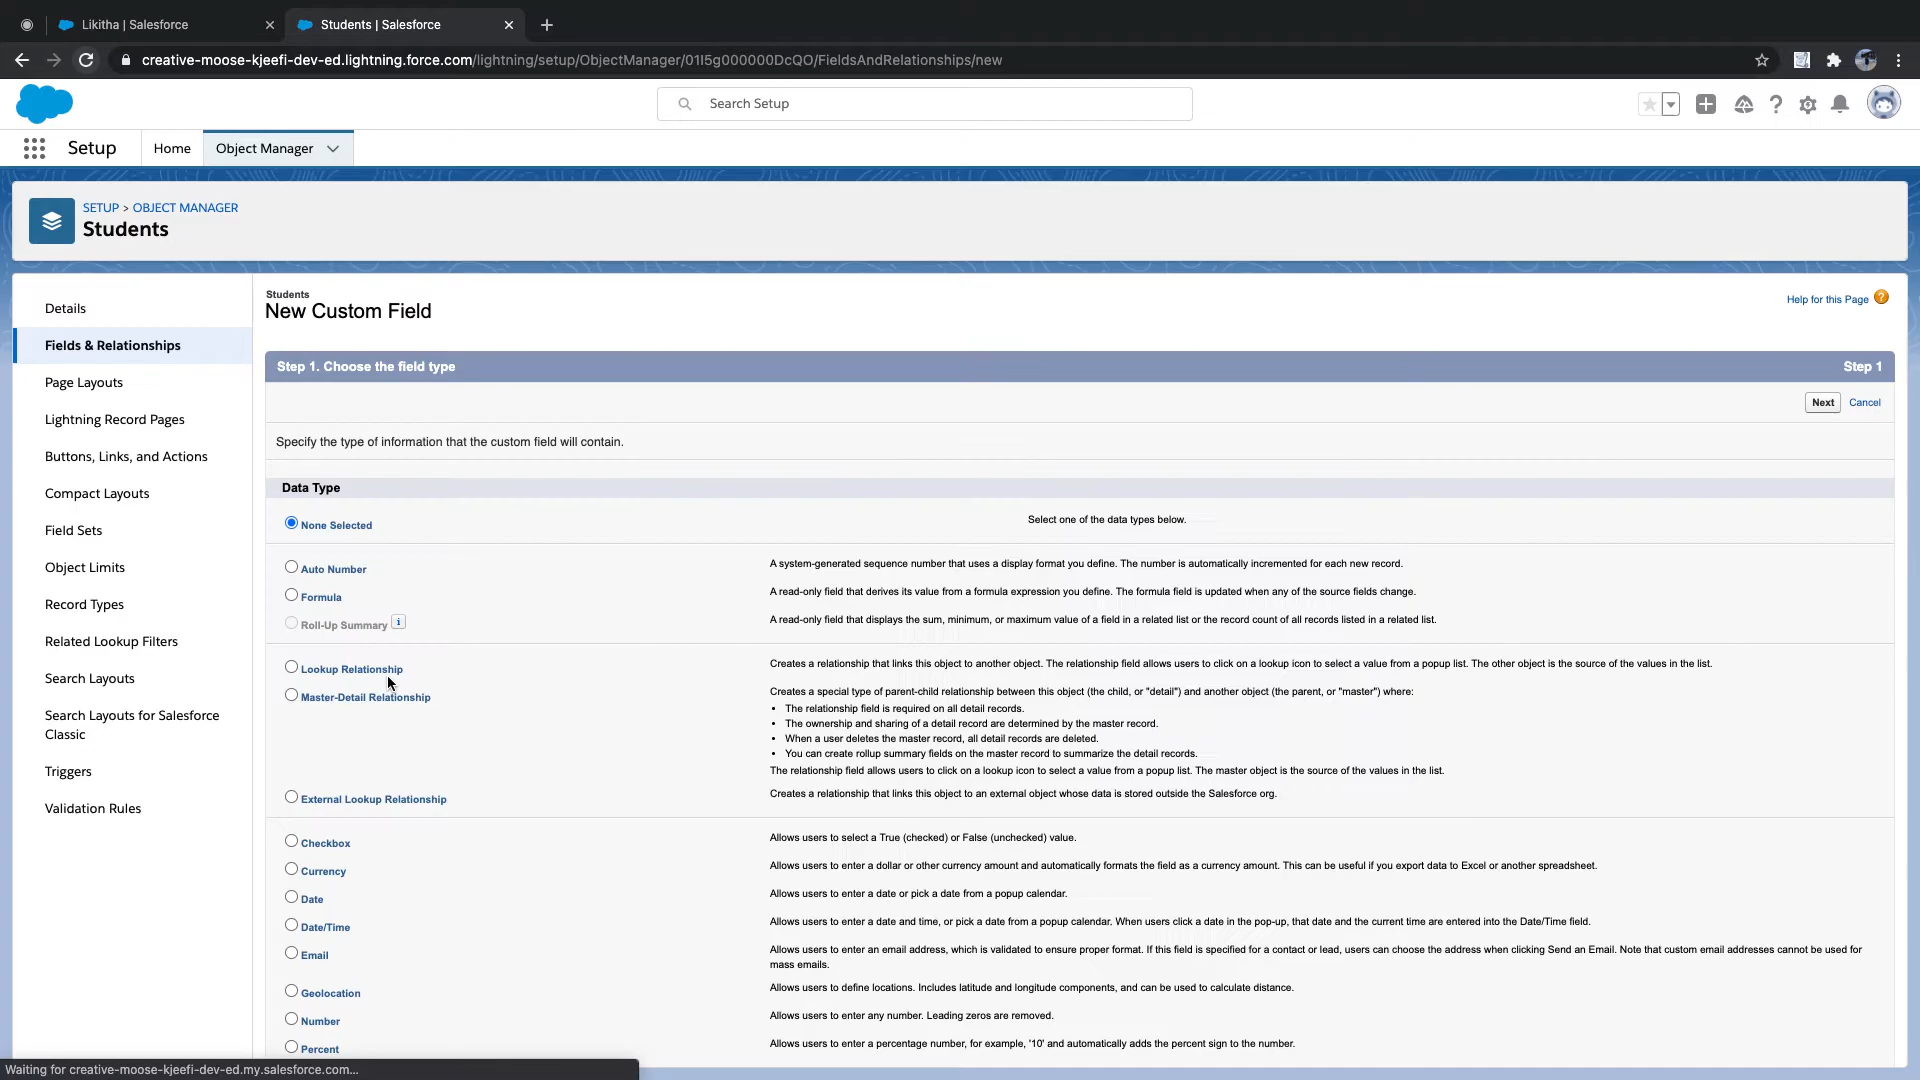 Likitha | Salesforce
Students | Salesforce
creative-moose-kjeefi-dev-ed.lightning.force.com/lightning/setup/ObjectManager/01I5g000000DcQO/FieldsAndRelationships/new
Search Setup
Setup
Home
Object Manager
SETUP > OBJECT MANAGER
Students
Details
Fields & Relationships
Page Layouts
Lightning Record Pages
Buttons, Links, and Actions
Compact Layouts
Field Sets
Object Limits
Record Types
Related Lookup Filters
Search Layouts
Search Layouts for Salesforce
Classic
Triggers
Validation Rules
Students
New Custom Field
Help for this Page
Step 1. Choose the field type
Step 1
Next
Cancel
Specify the type of information that the custom field will contain.
Data Type
None Selected
Select one of the data types below.
Auto Number
A system-generated sequence number that uses a display format you define. The number is automatically incremented for each new record.
Formula
A read-only field that derives its value from a formula expression you define. The formula field is updated when any of the source fields change.
Roll-Up Summary i
A read-only field that displays the sum, minimum, or maximum value of a field in a related list or the record count of all records listed in a related list.
Lookup Relationship
Creates a relationship that links this object to another object. The relationship field allows users to click on a lookup icon to select a value from a popup list. The other object is the source of the values in the list.
Master-Detail Relationship
Creates a special type of parent-child relationship between this object (the child, or "detail") and another object (the parent, or "master") where:
• The relationship field is required on all detail records.
• The ownership and sharing of a detail record are determined by the master record.
• When a user deletes the master record, all detail records are deleted.
• You can create rollup summary fields on the master record to summarize the detail records.
The relationship field allows users to click on a lookup icon to select a value from a popup list. The master object is the source of the values in the list.
External Lookup Relationship
Creates a relationship that links this object to an external object whose data is stored outside the Salesforce org.
Checkbox
Allows users to select a True (checked) or False (unchecked) value.
Currency
Allows users to enter a dollar or other currency amount and automatically formats the field as a currency amount. This can be useful if you export data to Excel or another spreadsheet.
Date
Allows users to enter a date or pick a date from a popup calendar.
Date/Time
Allows users to enter a date and time, or pick a date from a popup calendar. When users click a date in the pop-up, that date and the current time are entered into the Date/Time field.
Email
Allows users to enter an email address, which is validated to ensure proper format. If this field is specified for a contact or lead, users can choose the address when clicking Send an Email. Note that custom email addresses cannot be used for
mass emails.
Geolocation
Allows users to define locations. Includes latitude and longitude components, and can be used to calculate distance.
Number
Allows users to enter any number. Leading zeros are removed.
Percent
Allows users to enter a percentage number, for example, '10' and automatically adds the percent sign to the number.
Waiting for creative-moose-kjeefi-dev-ed.my.salesforce.com...